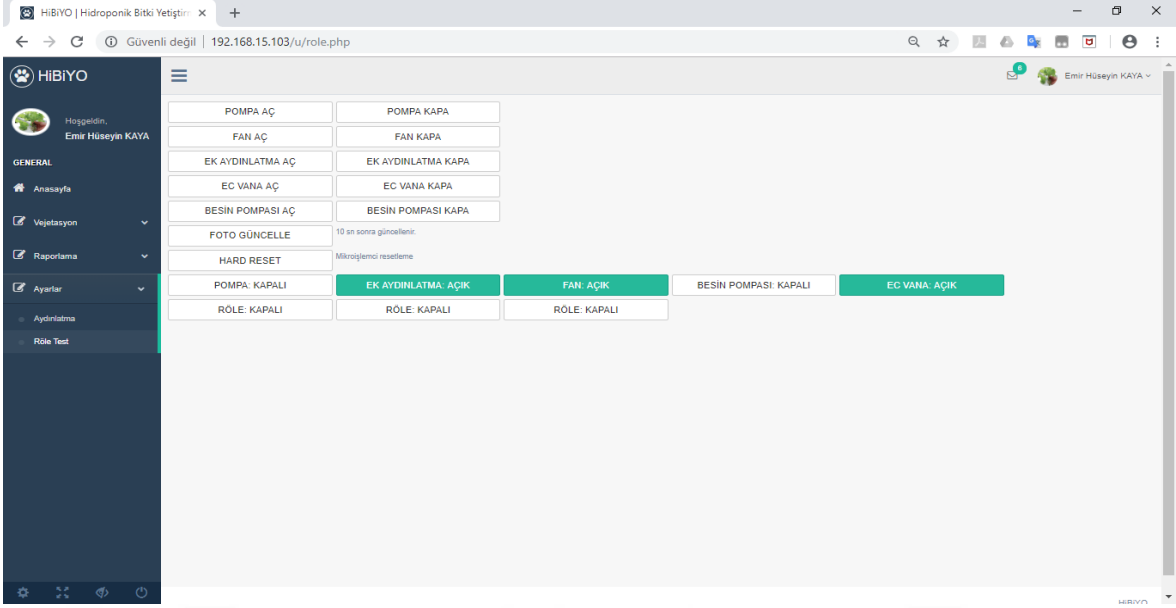 HiBiYO | Hidroponik Bitki Yetiştirm
Güvenli değil | 192.168.15.103/u/role.php
HiBiYO
6
Emir Hüseyin KAYA
Hoşgeldin,
Emir Hüseyin KAYA
GENERAL
Anasayfa
Vejetasyon
Raporlama
Ayarlar
Aydınlatma
Röle Test
POMPA AÇ POMPA KAPA
FAN AÇ FAN KAPA
EK AYDINLATMA AÇ EK AYDINLATMA KAPA
EC VANA AÇ EC VANA KAPA
BESİN POMPASI AÇ BESİN POMPASI KAPA
FOTO GÜNCELLE 10 sn sonra güncellenir.
HARD RESET Mikroişlemci resetleme
POMPA: KAPALI EK AYDINLATMA: AÇIK FAN: AÇIK BESİN POMPASI: KAPALI EC VANA: AÇIK
RÖLE: KAPALI RÖLE: KAPALI RÖLE: KAPALI
HiBiYO